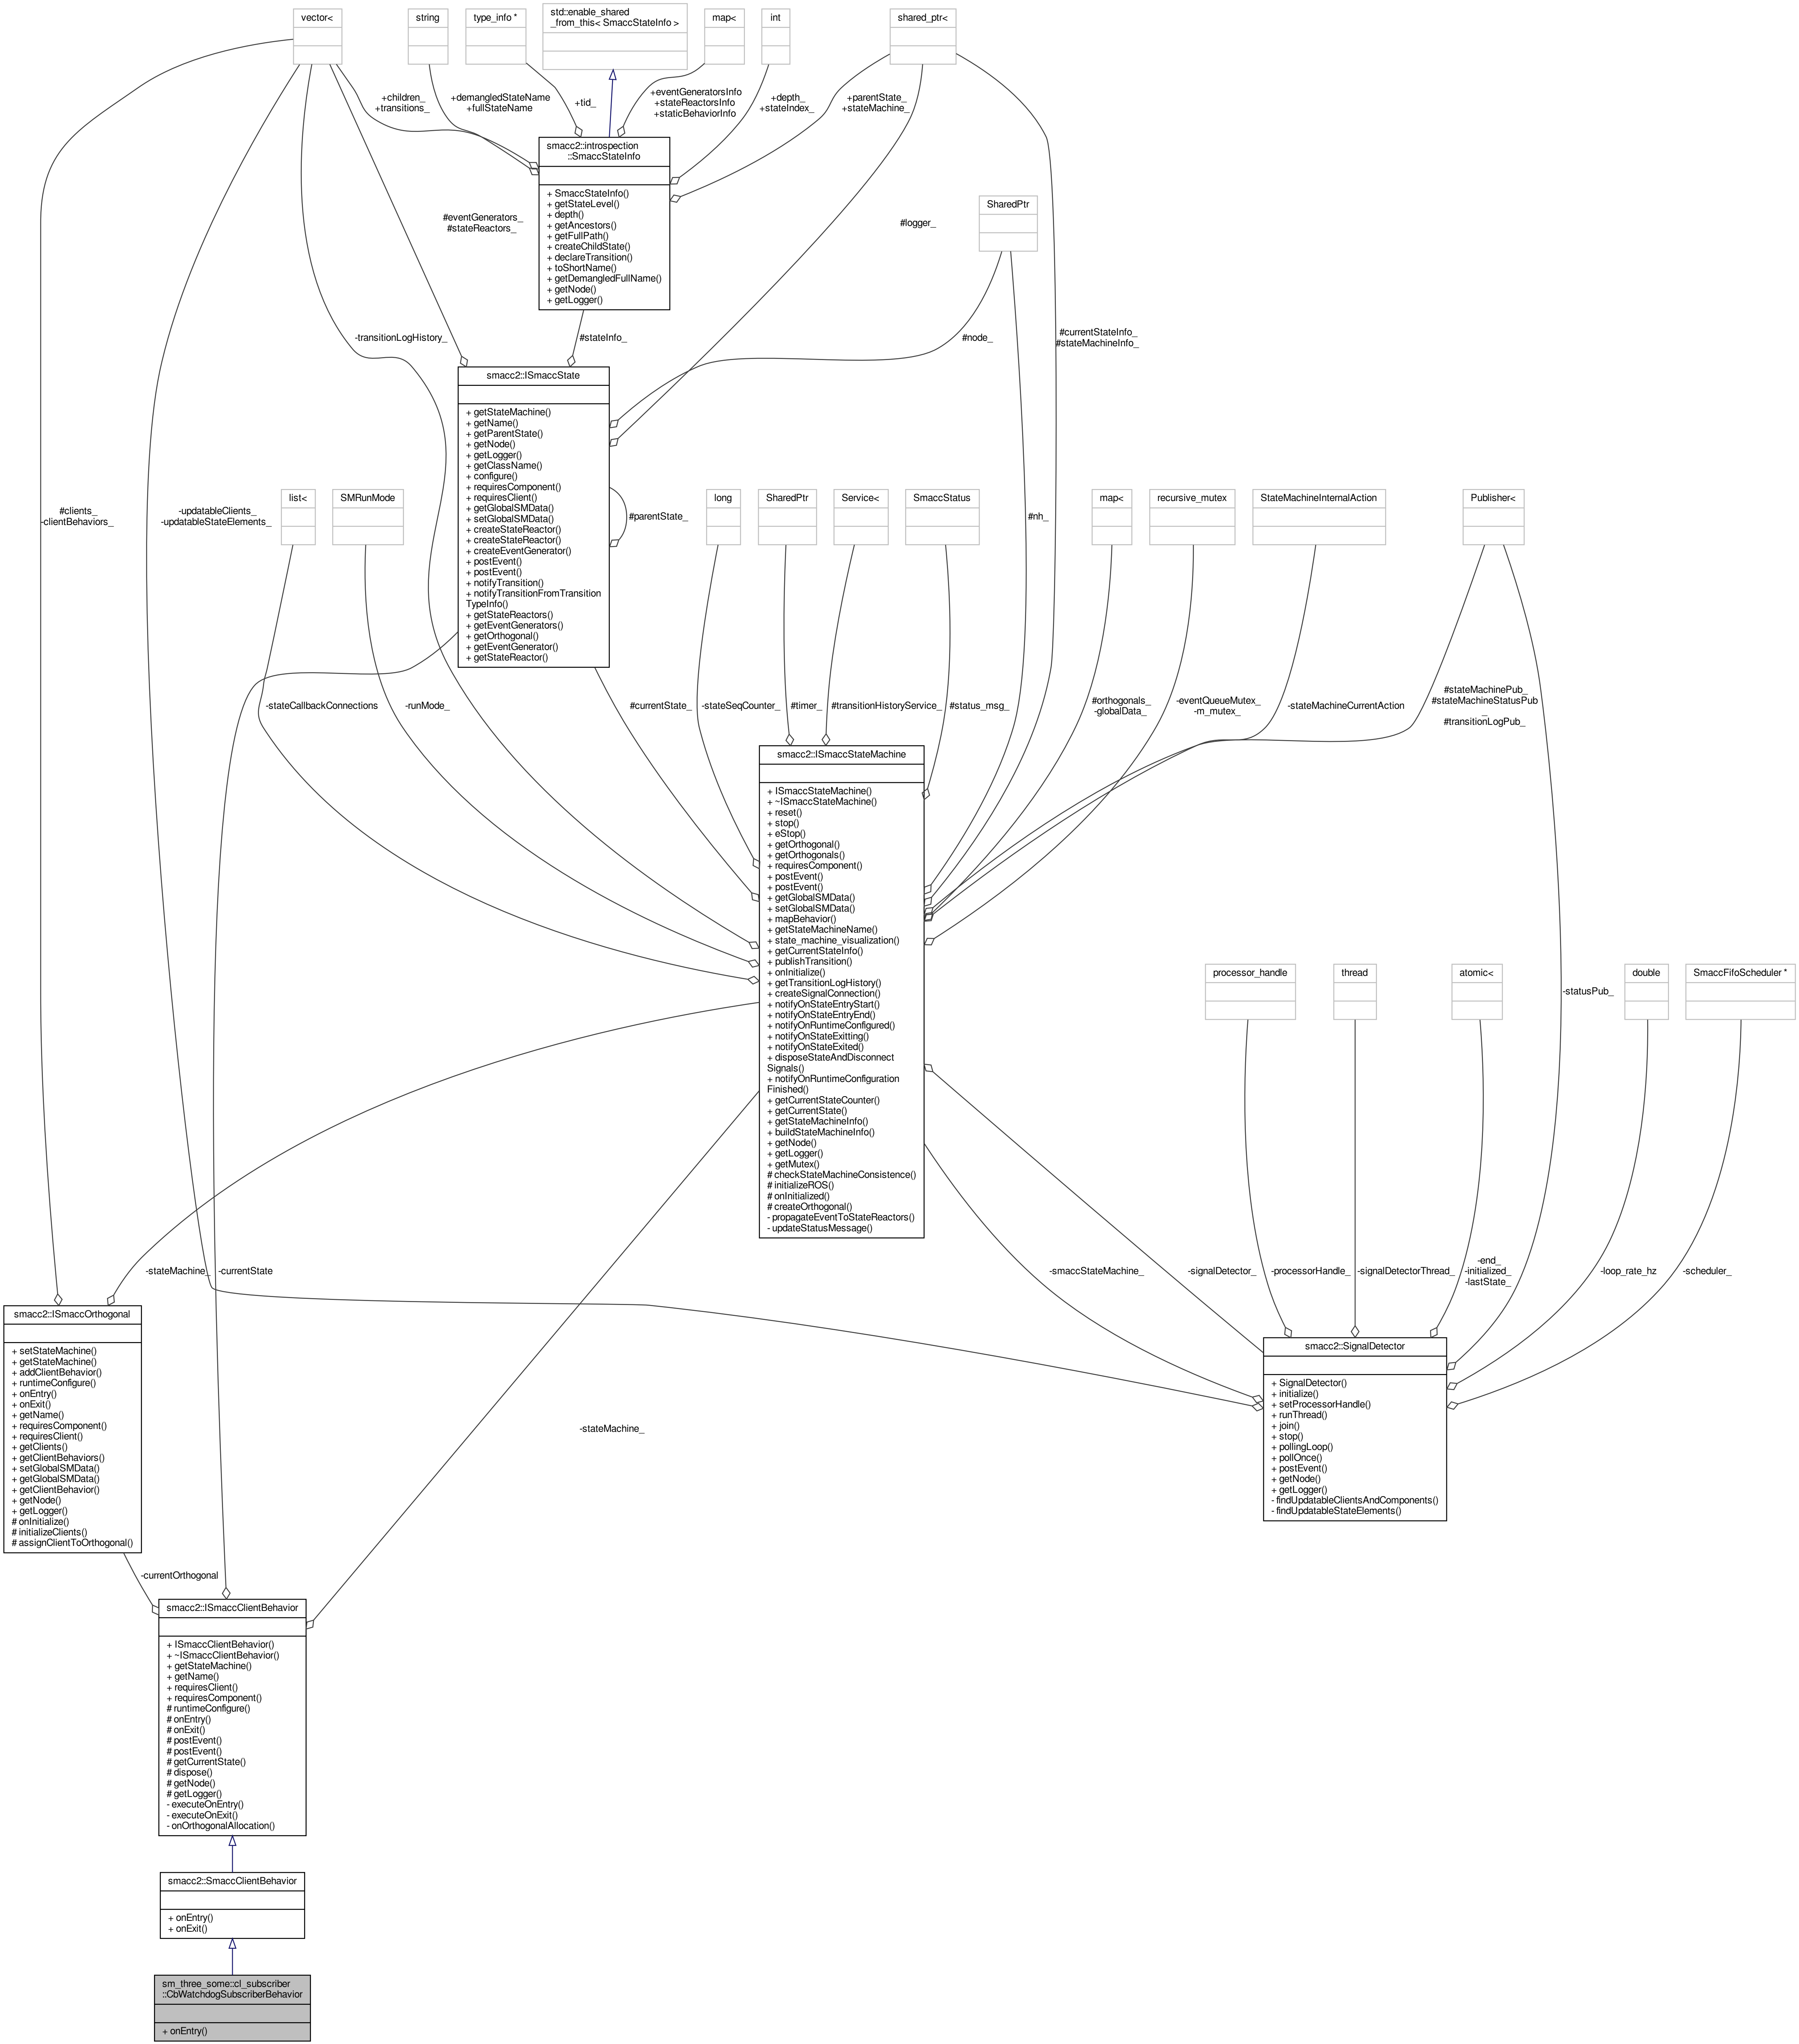 vector<
string
type_info *
std::enable_shared
_from_this< SmaccStateInfo >
map<
int
shared_ptr<
+children_
+transitions_
+demangledStateName
+fullStateName
+tid_
+eventGeneratorsInfo
+stateReactorsInfo
+staticBehaviorInfo
+depth_
+stateIndex_
+parentState_
+stateMachine_
smacc2::introspection
::SmaccStateInfo
+ SmaccStateInfo()
+ getStateLevel()
+ depth()
+ getAncestors()
+ getFullPath()
+ createChildState()
+ declareTransition()
+ toShortName()
+ getDemangledFullName()
+ getNode()
+ getLogger()
SharedPtr
#eventGenerators_
#stateReactors_
#logger_
-transitionLogHistory_
#stateInfo_
#node_
#currentStateInfo_
#stateMachineInfo_
smacc2::ISmaccState
+ getStateMachine()
+ getName()
+ getParentState()
+ getNode()
+ getLogger()
+ getClassName()
+ configure()
+ requiresComponent()
+ requiresClient()
+ getGlobalSMData()
+ setGlobalSMData()
+ createStateReactor()
+ createStateReactor()
+ createEventGenerator()
+ postEvent()
+ postEvent()
+ notifyTransition()
+ notifyTransitionFromTransition
TypeInfo()
+ getStateReactors()
+ getEventGenerators()
+ getOrthogonal()
+ getEventGenerator()
+ getStateReactor()
#parentState_
#clients_
-clientBehaviors_
-updatableClients_
-updatableStateElements_
list<
SMRunMode
long
SharedPtr
Service<
SmaccStatus
#nh_
map<
recursive_mutex
StateMachineInternalAction
Publisher<
-stateCallbackConnections
-runMode_
#currentState_
-stateSeqCounter_
#timer_
#transitionHistoryService_
#status_msg_
#orthogonals_
-globalData_
-eventQueueMutex_
-m_mutex_
-stateMachineCurrentAction
#stateMachinePub_
#stateMachineStatusPub
_
#transitionLogPub_
smacc2::ISmaccStateMachine
+ ISmaccStateMachine()
+ ~ISmaccStateMachine()
+ reset()
+ stop()
+ eStop()
+ getOrthogonal()
+ getOrthogonals()
+ requiresComponent()
+ postEvent()
+ postEvent()
+ getGlobalSMData()
+ setGlobalSMData()
+ mapBehavior()
+ getStateMachineName()
+ state_machine_visualization()
+ getCurrentStateInfo()
+ publishTransition()
+ onInitialize()
+ getTransitionLogHistory()
+ createSignalConnection()
+ notifyOnStateEntryStart()
+ notifyOnStateEntryEnd()
+ notifyOnRuntimeConfigured()
+ notifyOnStateExitting()
+ notifyOnStateExited()
+ disposeStateAndDisconnect
Signals()
+ notifyOnRuntimeConfiguration
Finished()
+ getCurrentStateCounter()
+ getCurrentState()
+ getStateMachineInfo()
+ buildStateMachineInfo()
+ getNode()
+ getLogger()
+ getMutex()
# checkStateMachineConsistence()
# initializeROS()
# onInitialized()
# createOrthogonal()
- propagateEventToStateReactors()
- updateStatusMessage()
processor_handle
thread
atomic<
-statusPub_
double
SmaccFifoScheduler *
-stateMachine_
-currentState
-smaccStateMachine_
-signalDetector_
-processorHandle_
-signalDetectorThread_
-end_
-initialized_
-lastState_
-loop_rate_hz
-scheduler_
smacc2::ISmaccOrthogonal
+ setStateMachine()
+ getStateMachine()
+ addClientBehavior()
+ runtimeConfigure()
+ onEntry()
+ onExit()
+ getName()
+ requiresComponent()
+ requiresClient()
+ getClients()
+ getClientBehaviors()
+ setGlobalSMData()
+ getGlobalSMData()
+ getClientBehavior()
+ getNode()
+ getLogger()
# onInitialize()
# initializeClients()
# assignClientToOrthogonal()
smacc2::SignalDetector
+ SignalDetector()
+ initialize()
+ setProcessorHandle()
+ runThread()
+ join()
+ stop()
+ pollingLoop()
+ pollOnce()
+ postEvent()
+ getNode()
+ getLogger()
- findUpdatableClientsAndComponents()
- findUpdatableStateElements()
-stateMachine_
-currentOrthogonal
smacc2::ISmaccClientBehavior
+ ISmaccClientBehavior()
+ ~ISmaccClientBehavior()
+ getStateMachine()
+ getName()
+ requiresClient()
+ requiresComponent()
# runtimeConfigure()
# onEntry()
# onExit()
# postEvent()
# postEvent()
# getCurrentState()
# dispose()
# getNode()
# getLogger()
- executeOnEntry()
- executeOnExit()
- onOrthogonalAllocation()
smacc2::SmaccClientBehavior
+ onEntry()
+ onExit()
sm_three_some::cl_subscriber
::CbWatchdogSubscriberBehavior
+ onEntry()